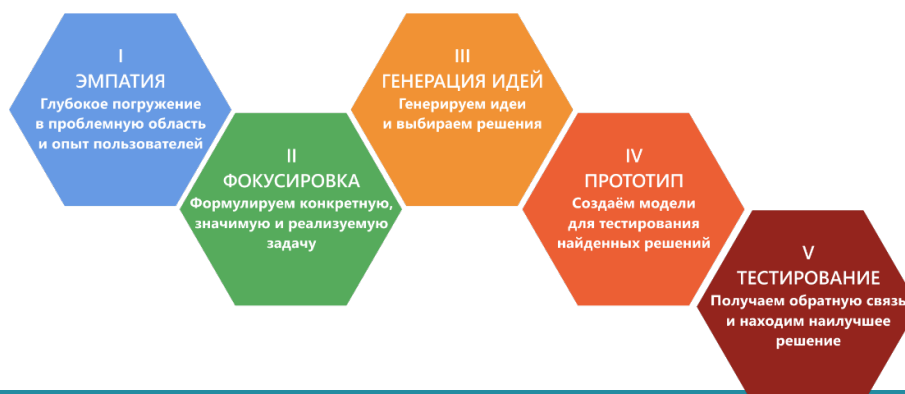 I
ЭМПАТИЯ
Глубокое погружение
в проблемную область
и опыт пользователей
II
ФОКУСИРОВКА
Формулируем конкретную,
значимую и реализуемую
задачу
III
ГЕНЕРАЦИЯ ИДЕЙ
Генерируем идеи
и выбираем решения
IV
ПРОТОТИП
Создаём модели
для тестирования
найденных решений
V
ТЕСТИРОВАНИЕ
Получаем обратную связь
и находим наилучшее
решение